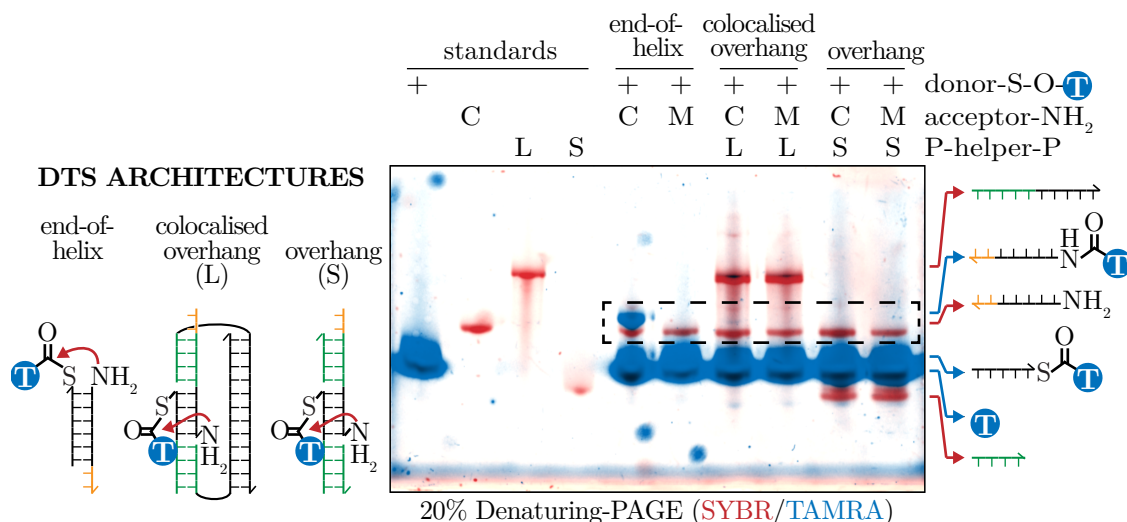 end-of-
helix
colocalised
overhang
overhang
standards
+ + + + + + + donor-S-O-T
C C M C M C M acceptor-NH2
L S L L S S P-helper-P
DTS ARCHITECTURES
end-of-
helix
colocalised
overhang
(L)
overhang
(S)
O
T S NH2
O S T N H2
O S T N H2
H O
N T
NH2
O
S T
T
20% Denaturing-PAGE (SYBR/TAMRA)